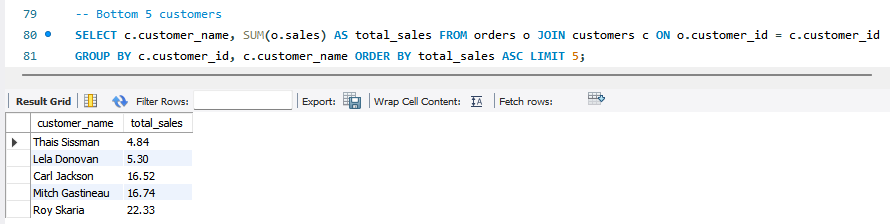 79 -- Bottom 5 customers
80 SELECT c.customer_name, SUM(o.sales) AS total_sales FROM orders o JOIN customers c ON o.customer_id = c.customer_id
81 GROUP BY c.customer_id, c.customer_name ORDER BY total_sales ASC LIMIT 5;
Result Grid Filter Rows: Export: Wrap Cell Content: Fetch rows:
customer_name total_sales
Thais Sissman 4.84
Lela Donovan 5.30
Carl Jackson 16.52
Mitch Gastineau 16.74
Roy Skaria 22.33